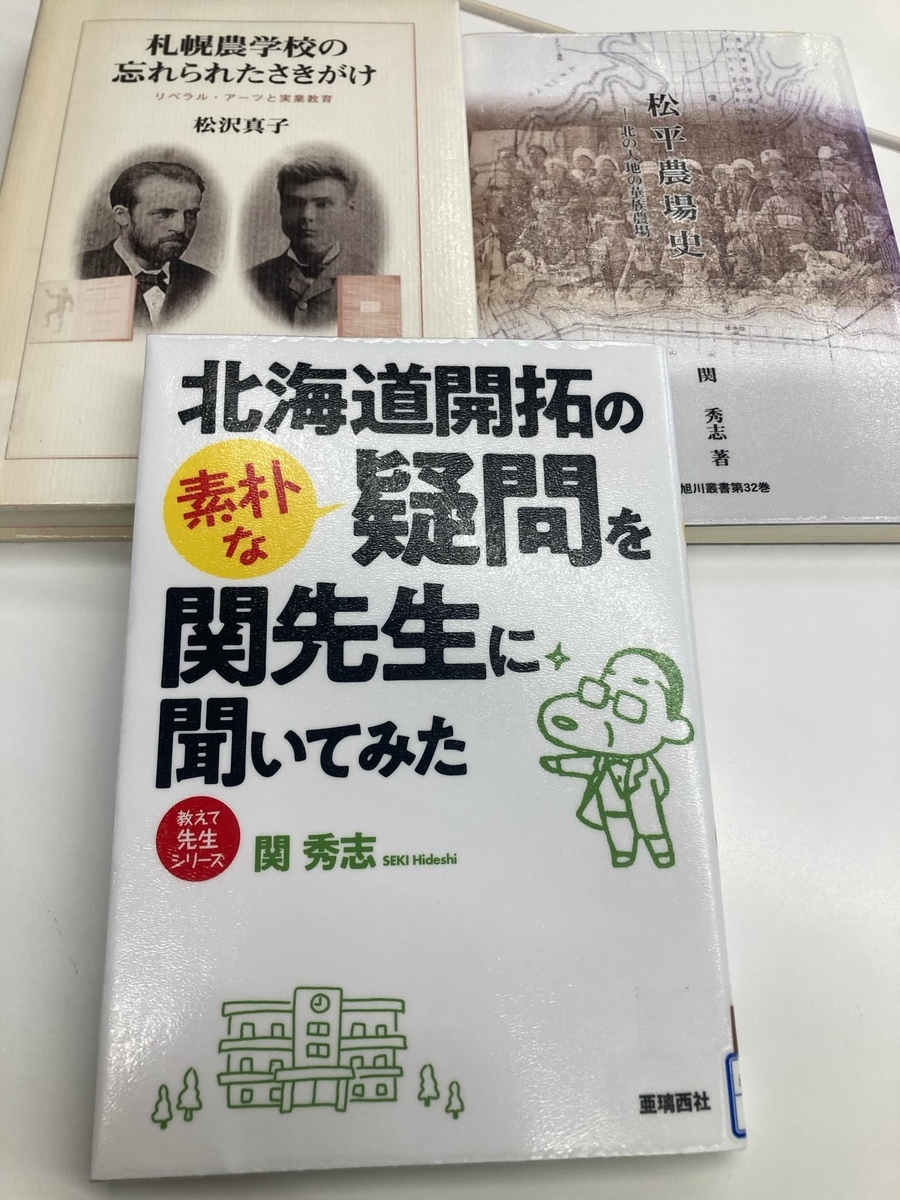 札幌農学校の
忘れられたさきがけ
リベラル・アーツと実業教育
松沢真子
松平農場史
―北の大地の華族農場
関 秀志 著
旭川叢書第32巻
北海道開拓の
素朴
な
疑問を
関先生に
聞いてみた
教えて
先生
シリーズ
関 秀志 SEKI Hideshi
亜璃西社